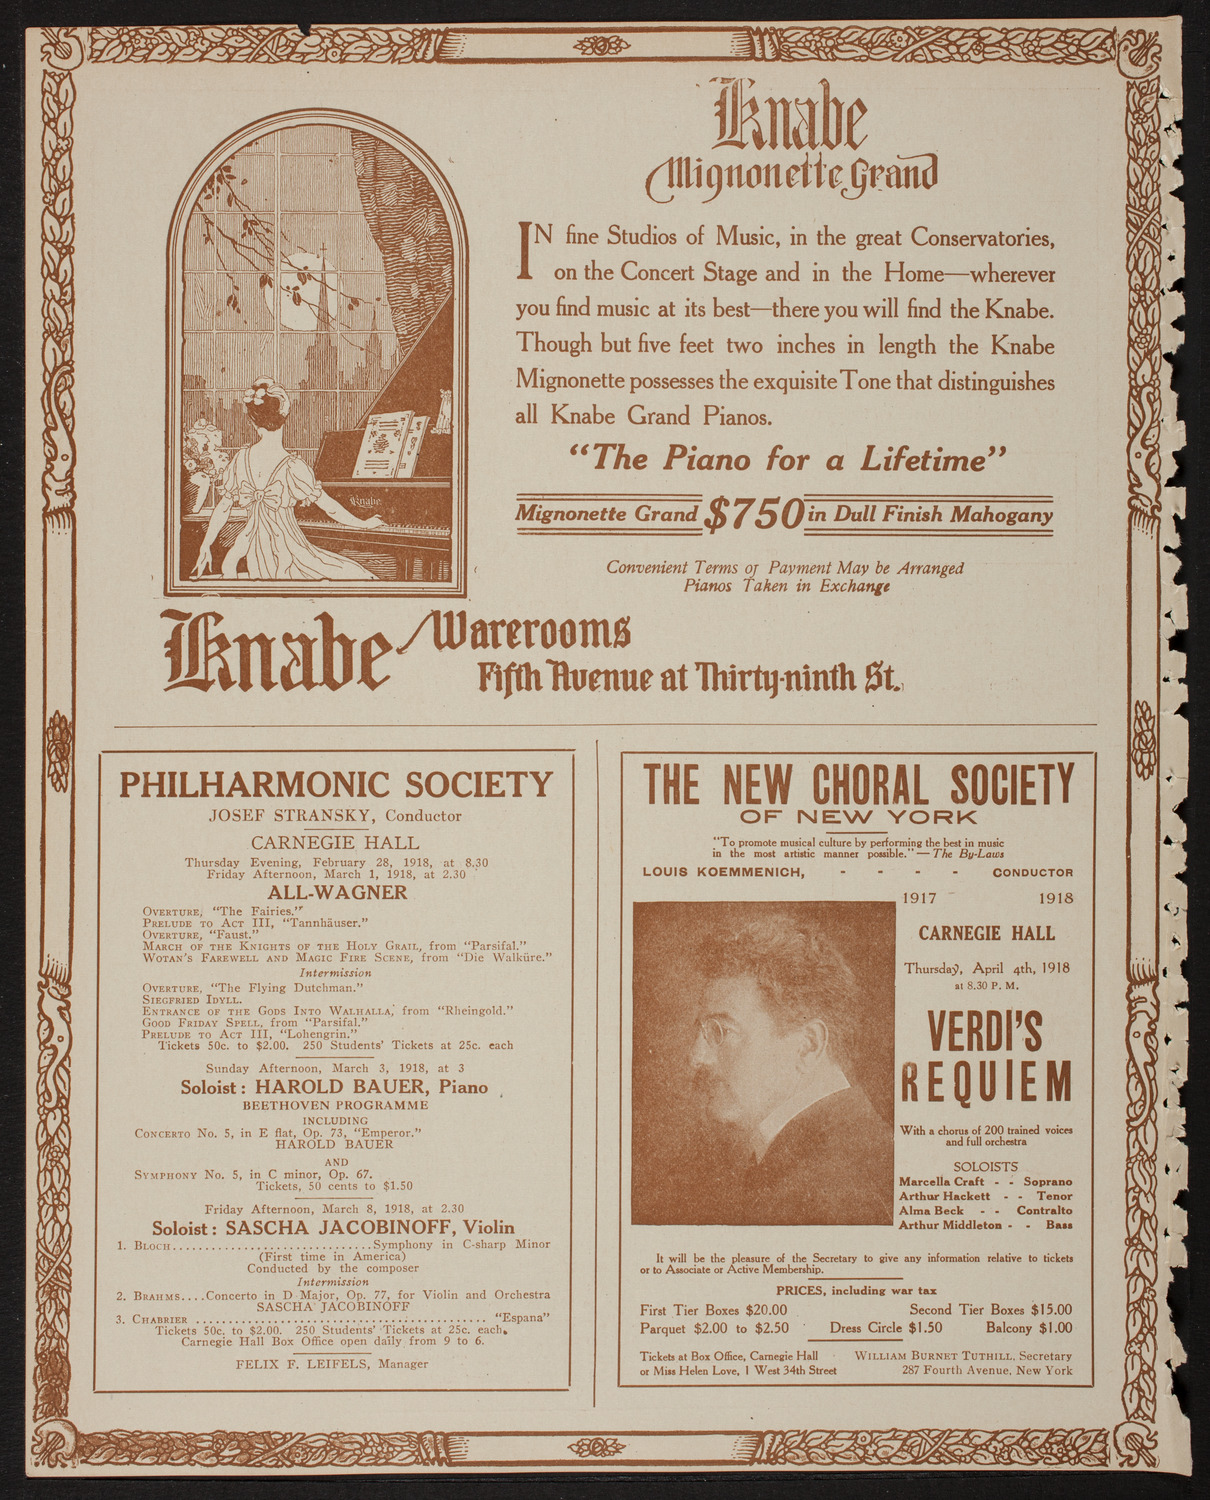 Knabe
Mignonette Grand
IN fine Studios of Music, in the great Conservatories,
on the Concert Stage and in the Home—wherever
you find music at its best—there you will find the Knabe.
Though but five feet two inches in length the Knabe
Mignonette possesses the exquisite Tone that distinguishes
all Knabe Grand Pianos.
"The Piano for a Lifetime"
Mignonette Grand $750 in Dull Finish Mahogany
Convenient Terms of Payment May be Arranged
Pianos Taken in Exchange
Knabe
Knabe Warerooms
Fifth Avenue at Thirty-ninth St.
PHILHARMONIC SOCIETY
JOSEF STRANSKY, Conductor
CARNEGIE HALL
Thursday Evening, February 28, 1918, at 8.30
Friday Afternoon, March 1, 1918, at 2.30
ALL-WAGNER
OVERTURE, "The Fairies."
PRELUDE TO ACT III, "Tannhäuser."
OVERTURE, "Faust."
MARCH OF THE KNIGHTS OF THE HOLY GRAIL, from "Parsifal."
WOTAN'S FAREWELL AND MAGIC FIRE SCENE, from "Die Walküre."
Intermission
OVERTURE, "The Flying Dutchman."
SIEGFRIED IDYLL.
ENTRANCE OF THE GODS INTO WALHALLA, from "Rheingold."
GOOD FRIDAY SPELL, from "Parsifal."
PRELUDE TO ACT III, "Lohengrin."
Tickets 50c. to $2.00. 250 Students' Tickets at 25c. each
Sunday Afternoon, March 3, 1918, at 3
Soloist: HAROLD BAUER, Piano
BEETHOVEN PROGRAMME
INCLUDING
CONCERTO No. 5, in E flat, Op. 73, "Emperor."
HAROLD BAUER
AND
SYMPHONY No. 5, in C minor, Op. 67.
Tickets, 50 cents to $1.50
Friday Afternoon, March 8, 1918, at 2.30
Soloist: SASCHA JACOBINOFF, Violin
1. BLOCH..............................Symphony in C-sharp Minor
(First time in America)
Conducted by the composer
Intermission
2. BRAHMS....Concerto in D Major, Op. 77, for Violin and Orchestra
SASCHA JACOBINOFF
3. CHABRIER ............................................. "Espana"
Tickets 50c. to $2.00. 250 Students' Tickets at 25c. each.
Carnegie Hall Box Office open daily from 9 to 6.
FELIX F. LEIFELS, Manager
THE NEW CHORAL SOCIETY
OF NEW YORK
"To promote musical culture by performing the best in music
in the most artistic manner possible."—The By-Laws
LOUIS KOEMMENICH, - - - - CONDUCTOR
1917 1918
CARNEGIE HALL
Thursday, April 4th, 1918
at 8.30 P. M.
VERDI'S
REQUIEM
With a chorus of 200 trained voices
and full orchestra
SOLOISTS
Marcella Craft - - Soprano
Arthur Hackett - - Tenor
Alma Beck - - Contralto
Arthur Middleton - - Bass
It will be the pleasure of the Secretary to give any information relative to tickets
or to Associate or Active Membership.
PRICES, including war tax
First Tier Boxes $20.00 Second Tier Boxes $15.00
Parquet $2.00 to $2.50 Dress Circle $1.50 Balcony $1.00
Tickets at Box Office, Carnegie Hall WILLIAM BURNET TUTHILL, Secretary
or Miss Helen Love, 1 West 34th Street 287 Fourth Avenue, New York